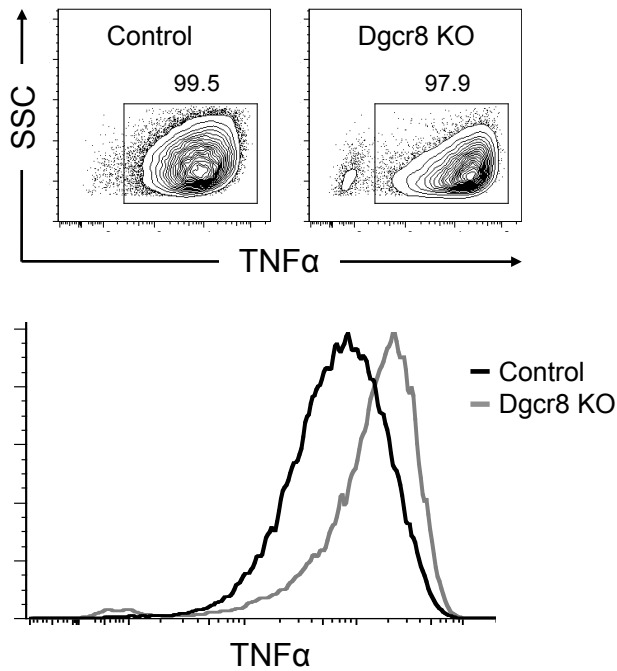 Control
Dgcr8 KO
99.5
97.9
SSC
TNFα
Control
Dgcr8 KO
TNFα